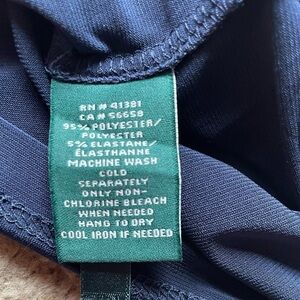 RN # 41381
CA # 56658
95% POLYESTER/
POLYESTER
5% ELASTANE/
ÉLASTHANNE
MACHINE WASH
COLD
SEPARATELY
ONLY NON-
CHLORINE BLEACH
WHEN NEEDED
HANG TO DRY
COOL IRON IF NEEDED